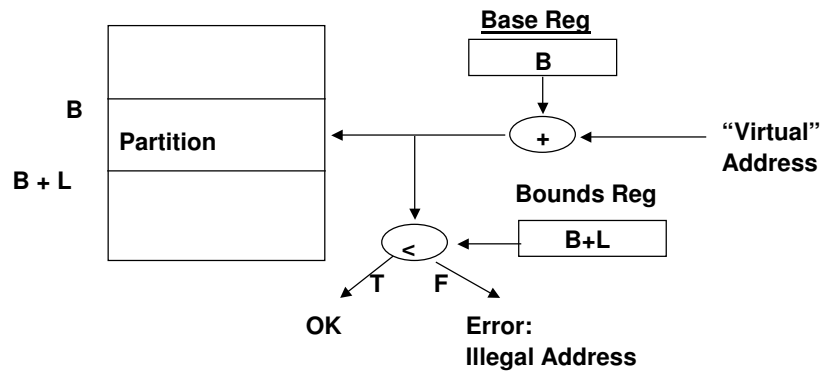 Base Reg
B
B
Partition
+
“Virtual”
Address
B + L
Bounds Reg
B+L
<
T
F
OK
Error:
Illegal Address